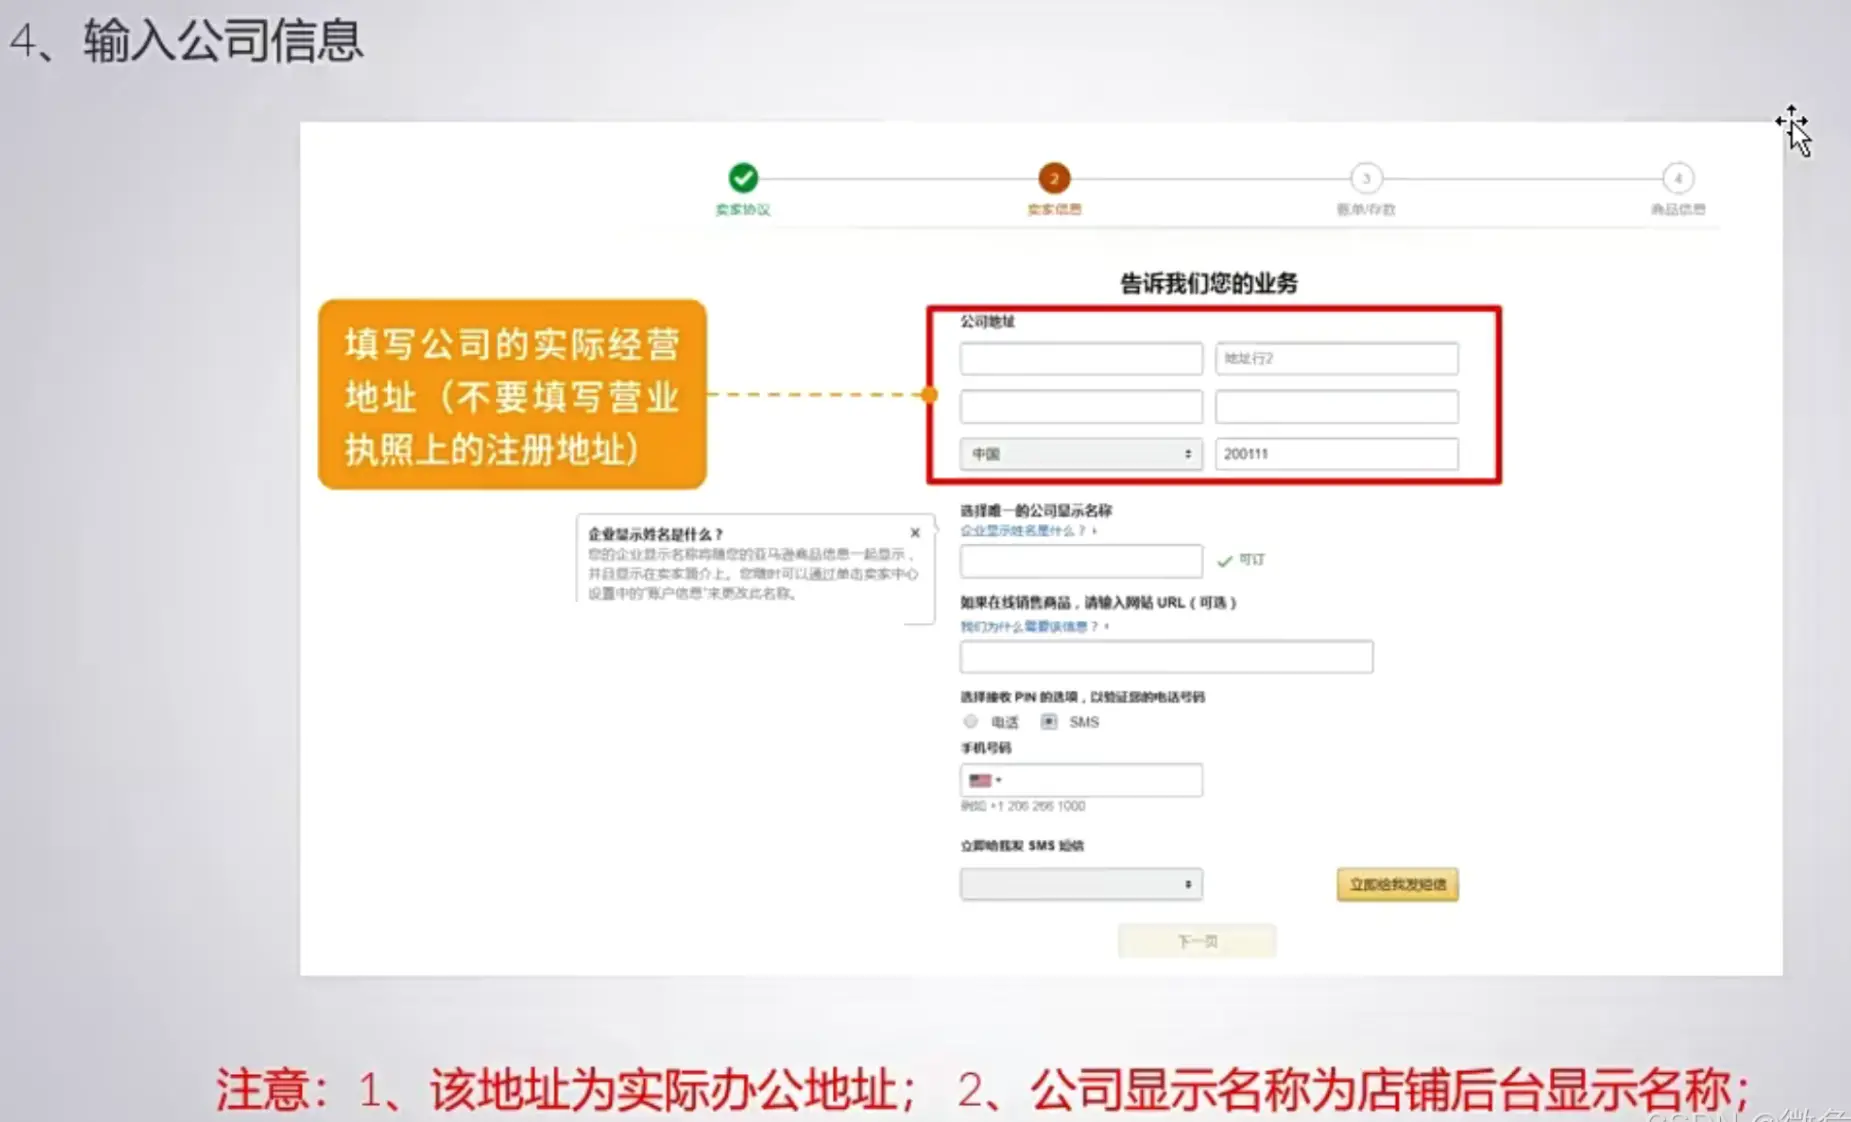 4、输入公司信息
2
3
4
卖家协议
卖家信息
账单/存款
商品信息
告诉我们您的业务
填写公司的实际经营
地址（不要填写营业
执照上的注册地址）
公司地址
地址行2
中国
200111
选择唯一的公司显示名称
企业显示姓名是什么？
可订
企业显示姓名是什么？
您的企业显示名称将随您的亚马逊商品信息一起显示，
并且显示在卖家简介上。您随时可以通过单击卖家中心
设置中的"账户信息"来更改此名称。
如果在线销售商品，请输入网站 URL（可选）
我们为什么需要该信息？
选择接收 PIN 的选项，以验证您的电话号码
电话 SMS
手机号码
例如 +1 206 266 1000
立即给我发 SMS 短信
立即给我发短信
下一页
注意：1、该地址为实际办公地址； 2、公司显示名称为店铺后台显示名称；